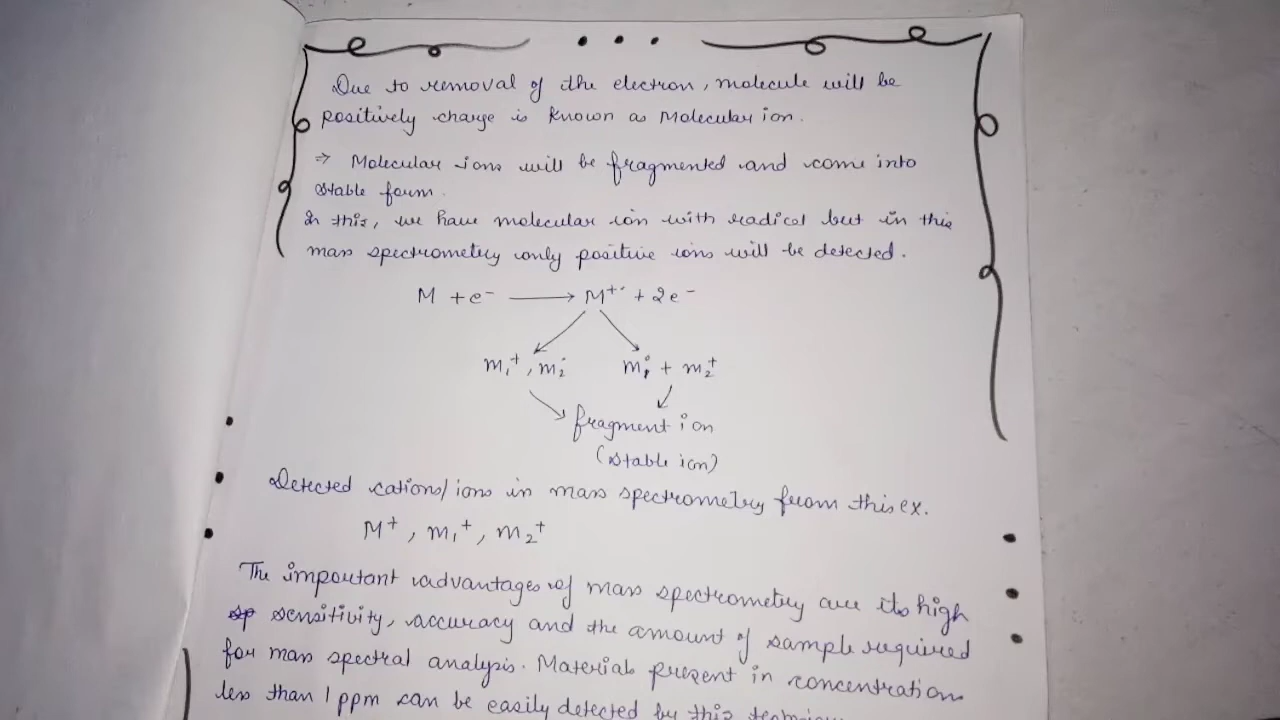 Due to removal of the electron, molecule will be
positively charge is known as Molecular ion.
⇒ Molecular ions will be fragmented and come into
stable form.
In this, we have molecular ion with radical but in this
mass spectrometry only positive ions will be detected.
M + e⁻ ⟶ M⁺· + 2e⁻
m₁⁺, m₂· m₁· + m₂⁺
fragment ion
(stable ion)
Detected cations/ions in mass spectrometry from this ex.
M⁺, m₁⁺, m₂⁺
The important advantages of mass spectrometry are its high
sensitivity, accuracy and the amount of sample required
for mass spectral analysis. Material present in concentration
less than 1 ppm can be easily detected by this